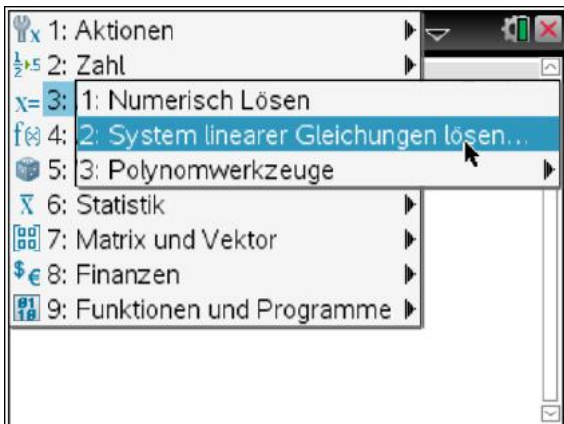 1: Aktionen
2: Zahl
3: 1: Numerisch Lösen
4: 2: System linearer Gleichungen lösen...
5: 3: Polynomwerkzeuge
6: Statistik
7: Matrix und Vektor
8: Finanzen
9: Funktionen und Programme